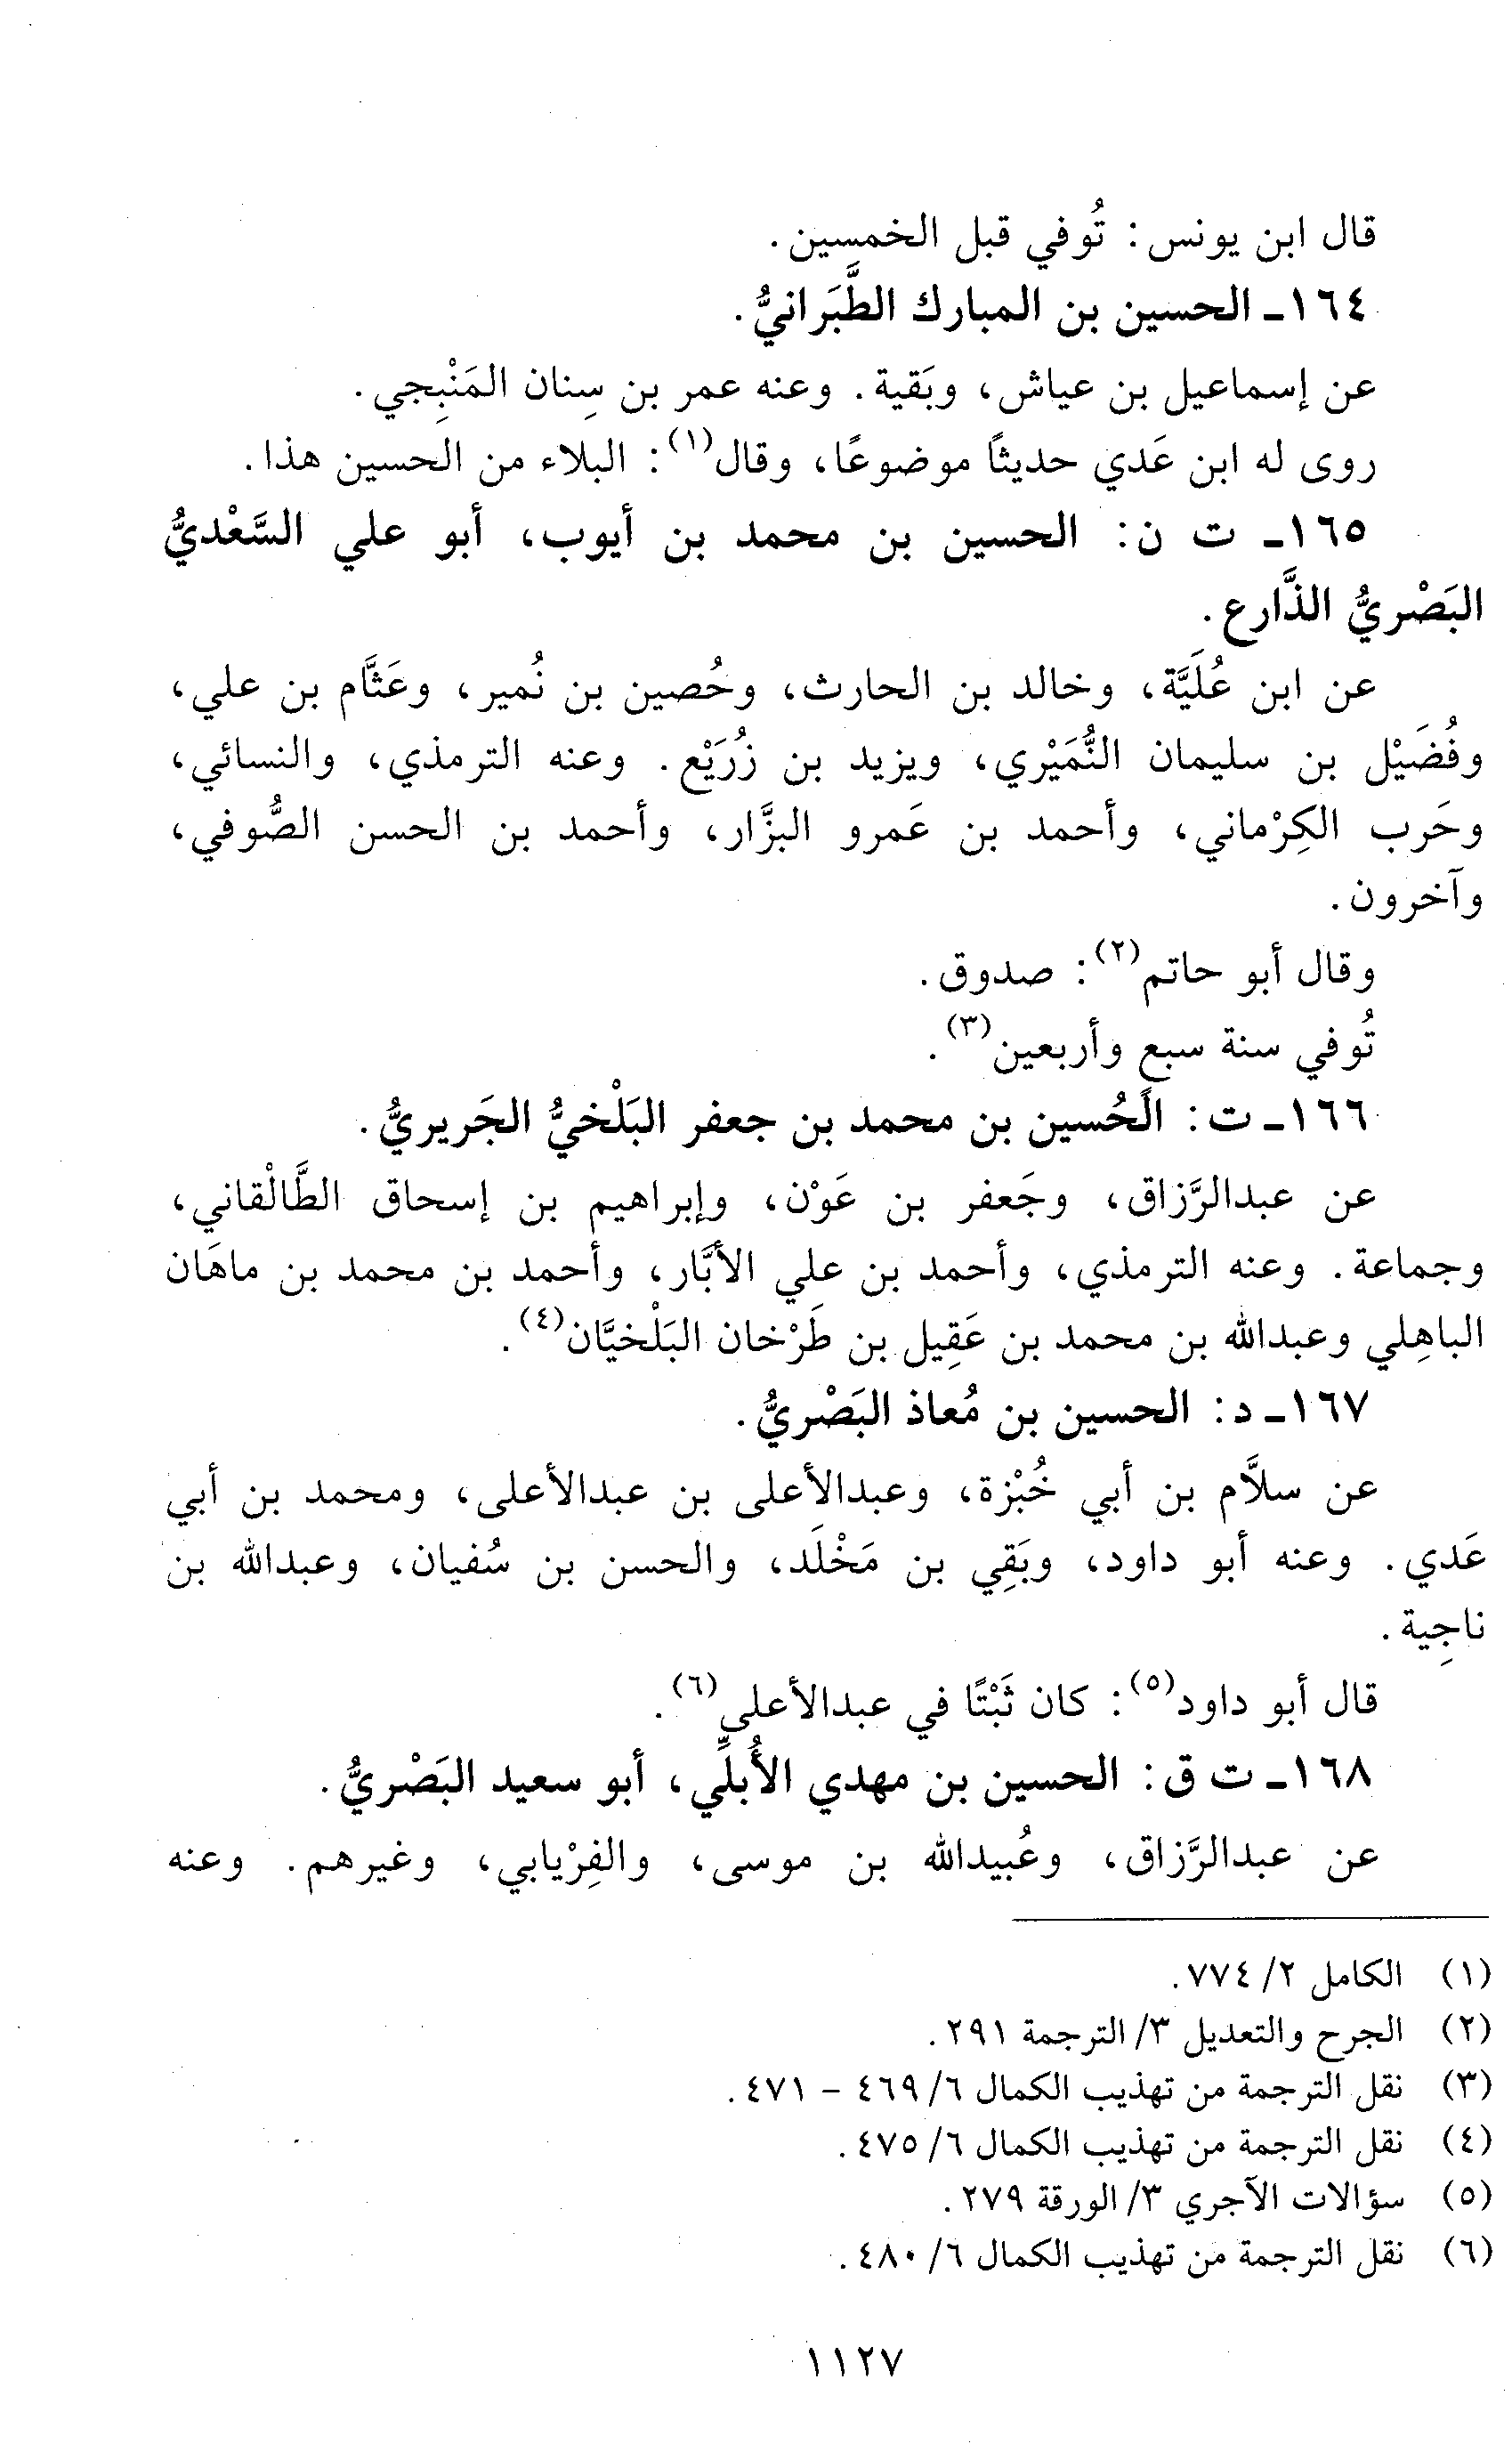 قال ابن يونس: تُوفي قبل الخمسين.
١٦٤- الحسين بن المبارك الطَّبَرانيُّ.
عن إسماعيل بن عياش، وبَقية. وعنه عمر بن سِنان المَنْبِجي.
روى له ابن عَدي حديثًا موضوعًا، وقال(١): البلاء من الحسين هذا.
١٦٥- ت ن: الحسين بن محمد بن أيوب، أبو علي السَّعْديُّ
البَصْريُّ الذَّارع.
عن ابن عُلَيَّة، وخالد بن الحارث، وحُصين بن نُمير، وعَثَّام بن علي،
وفُضَيْل بن سليمان النُّمَيْري، ويزيد بن زُرَيْع. وعنه الترمذي، والنسائي،
وحَرب الكِرْماني، وأحمد بن عَمرو البزَّار، وأحمد بن الحسن الصُّوفي،
وآخرون.
وقال أبو حاتم(٢): صدوق.
تُوفي سنة سبع وأربعين(٣).
١٦٦- ت: الحُسين بن محمد بن جعفر البَلْخيُّ الجَريريُّ.
عن عبدالرَّزاق، وجَعفر بن عَوْن، وإبراهيم بن إسحاق الطَّالْقاني،
وجماعة. وعنه الترمذي، وأحمد بن علي الأبَّار، وأحمد بن محمد بن ماهَان
الباهِلي وعبدالله بن محمد بن عَقِيل بن طَرْخان البَلْخيَّان(٤).
١٦٧- د: الحسين بن مُعاذ البَصْريُّ.
عن سلاَّم بن أبي خُبْزة، وعبدالأعلى بن عبدالأعلى، ومحمد بن أبي
عَدي. وعنه أبو داود، وبَقِي بن مَخْلَد، والحسن بن سُفيان، وعبدالله بن
ناجِية.
قال أبو داود(٥): كان ثَبْتًا في عبدالأعلى(٦).
١٦٨- ت ق: الحسين بن مهدي الأُبلِّي، أبو سعيد البَصْريُّ.
عن عبدالرَّزاق، وعُبيدالله بن موسى، والفِرْيابي، وغيرهم. وعنه
(١) الكامل ٢/ ٧٧٤.
(٢) الجرح والتعديل ٣/ الترجمة ٢٩١.
(٣) نقل الترجمة من تهذيب الكمال ٦/ ٤٦٩ - ٤٧١.
(٤) نقل الترجمة من تهذيب الكمال ٦/ ٤٧٥.
(٥) سؤالات الآجري ٣/ الورقة ٢٧٩.
(٦) نقل الترجمة من تهذيب الكمال ٦/ ٤٨٠.
١١٢٧